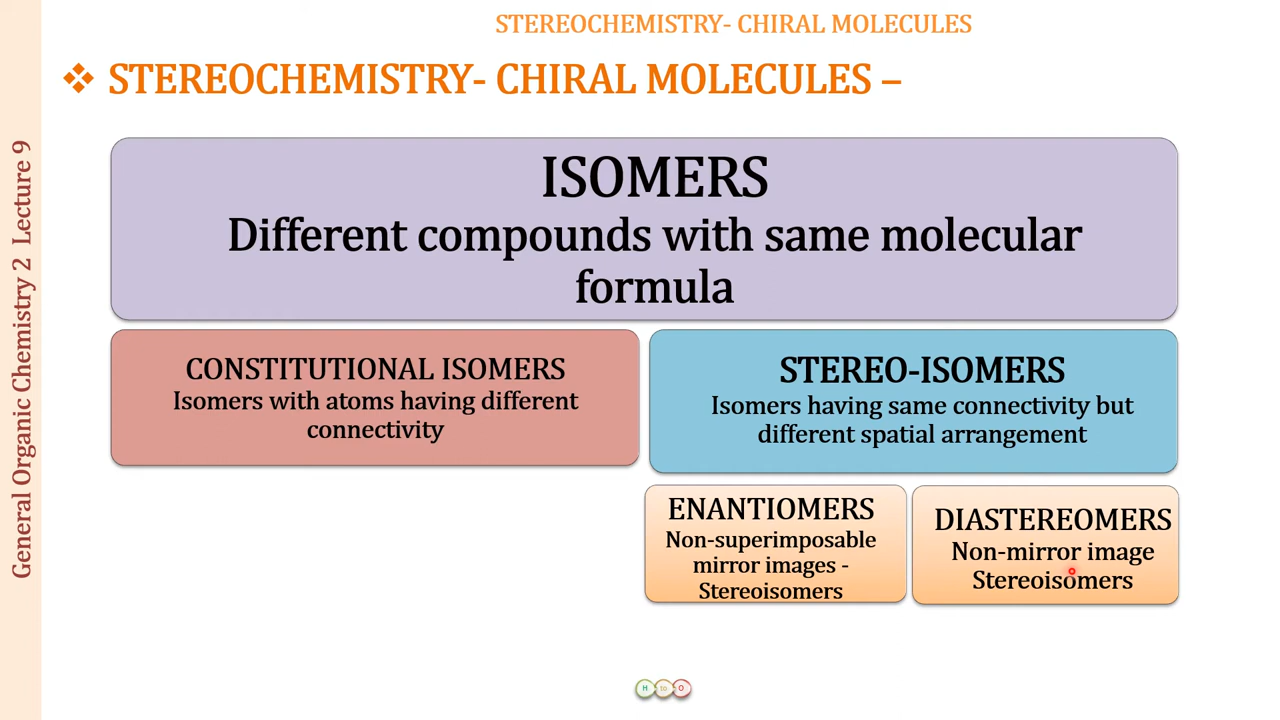 STEREOCHEMISTRY- CHIRAL MOLECULES
❖ STEREOCHEMISTRY- CHIRAL MOLECULES –
General Organic Chemistry 2 Lecture 9
ISOMERS
Different compounds with same molecular
formula
CONSTITUTIONAL ISOMERS
Isomers with atoms having different
connectivity
STEREO-ISOMERS
Isomers having same connectivity but
different spatial arrangement
ENANTIOMERS
Non-superimposable
mirror images -
Stereoisomers
DIASTEREOMERS
Non-mirror image
Stereoisomers
H to O